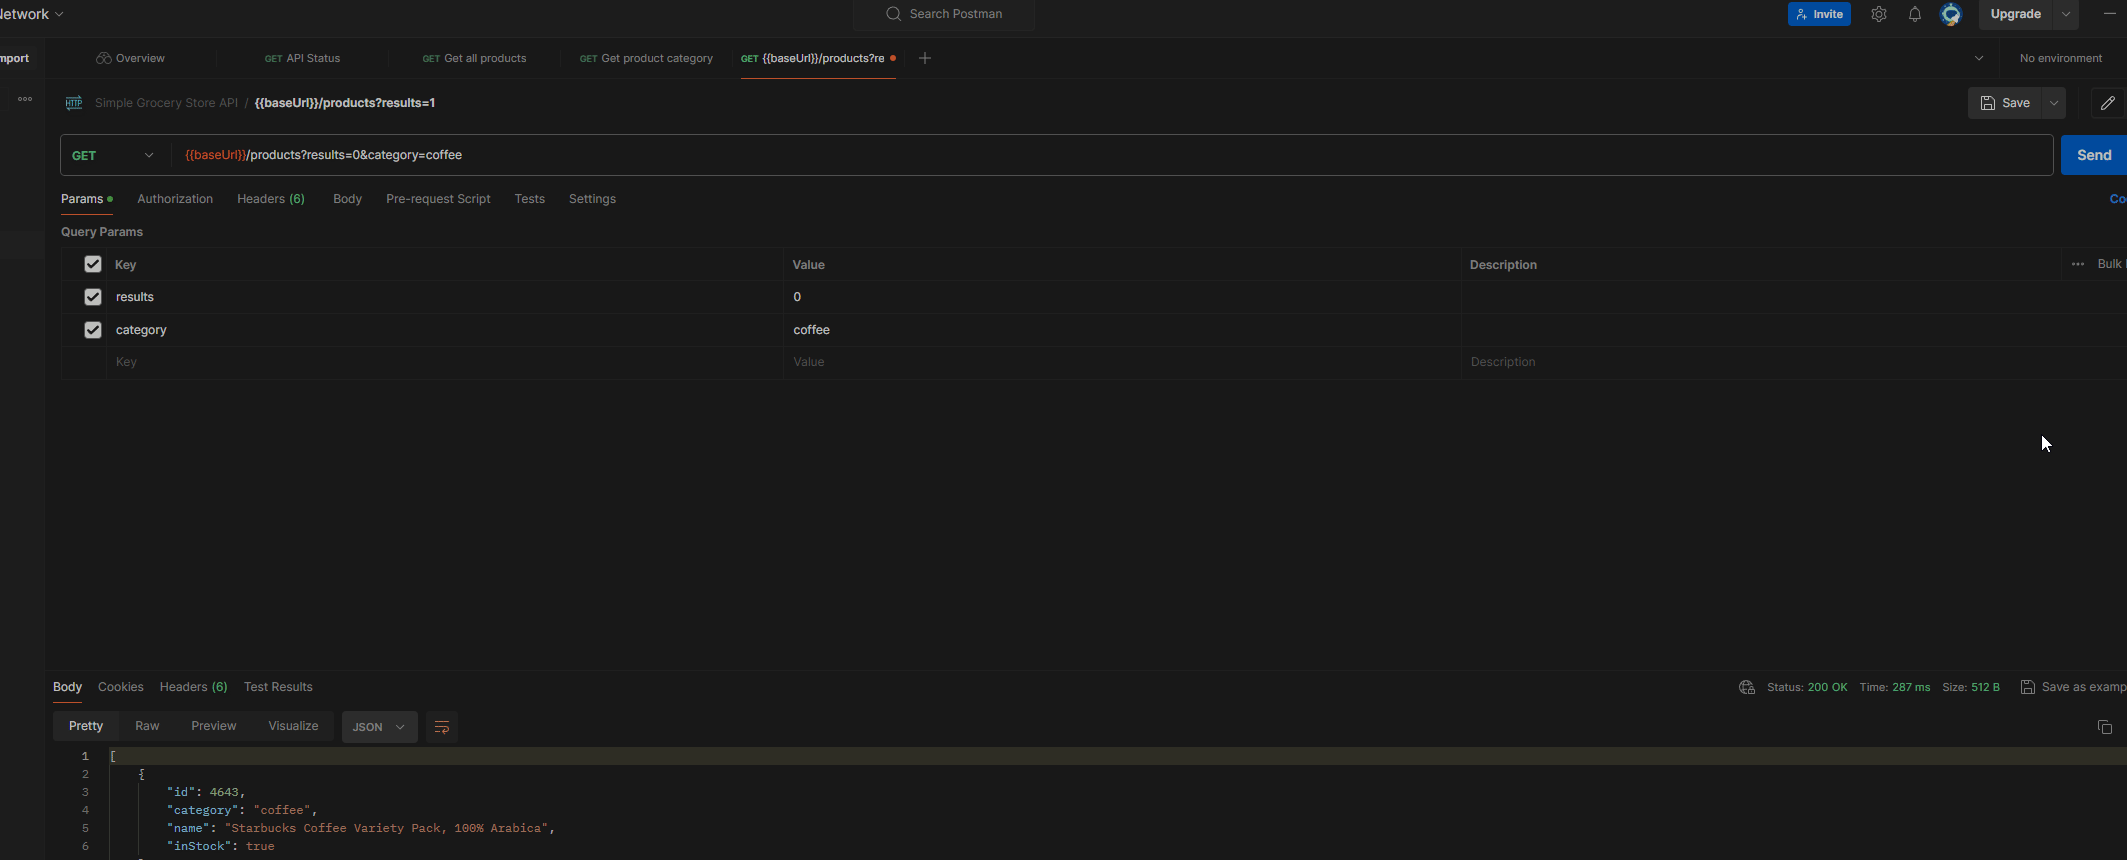 Network
Search Postman
Invite
Upgrade
mport
Overview
GET API Status
GET Get all products
GET Get product category
GET {{baseUrl}}/products?re
No environment
HTTP Simple Grocery Store API / {{baseUrl}}/products?results=1
Save
GET {{baseUrl}}/products?results=0&category=coffee
Send
Params Authorization Headers (6) Body Pre-request Script Tests Settings
Co
Query Params
Key Value Description Bulk
results 0
category coffee
Key Value Description
Body Cookies Headers (6) Test Results
Status: 200 OK Time: 287 ms Size: 512 B Save as examp
Pretty Raw Preview Visualize JSON
1 [
2 {
3 "id": 4643,
4 "category": "coffee",
5 "name": "Starbucks Coffee Variety Pack, 100% Arabica",
6 "inStock": true